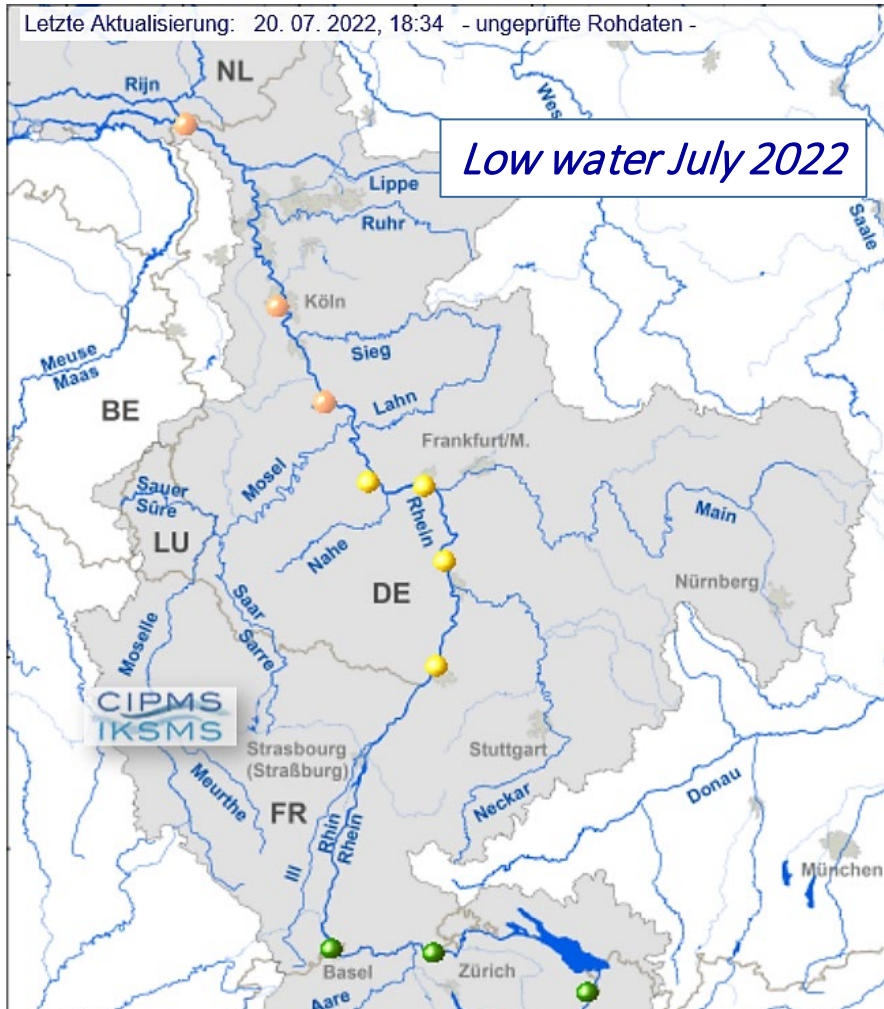 Letzte Aktualisierung: 20. 07. 2022, 18:34 - ungeprüfte Rohdaten -
NL
Rijn
Wes
Low water July 2022
Lippe
Ruhr
Saale
Köln
Sieg
Meuse
Maas
BE
Lahn
Frankfurt/M.
Mosel
Sauer
Sûre
Rhein
Main
LU
Nahe
DE
Nürnberg
Saar
Sarre
Moselle
CIPMS
IKSMS
Strasbourg
(Straßburg)
Stuttgart
Meurthe
Neckar
Donau
FR
Rhin
Rhein
Ill
München
Basel
Zürich
Aare